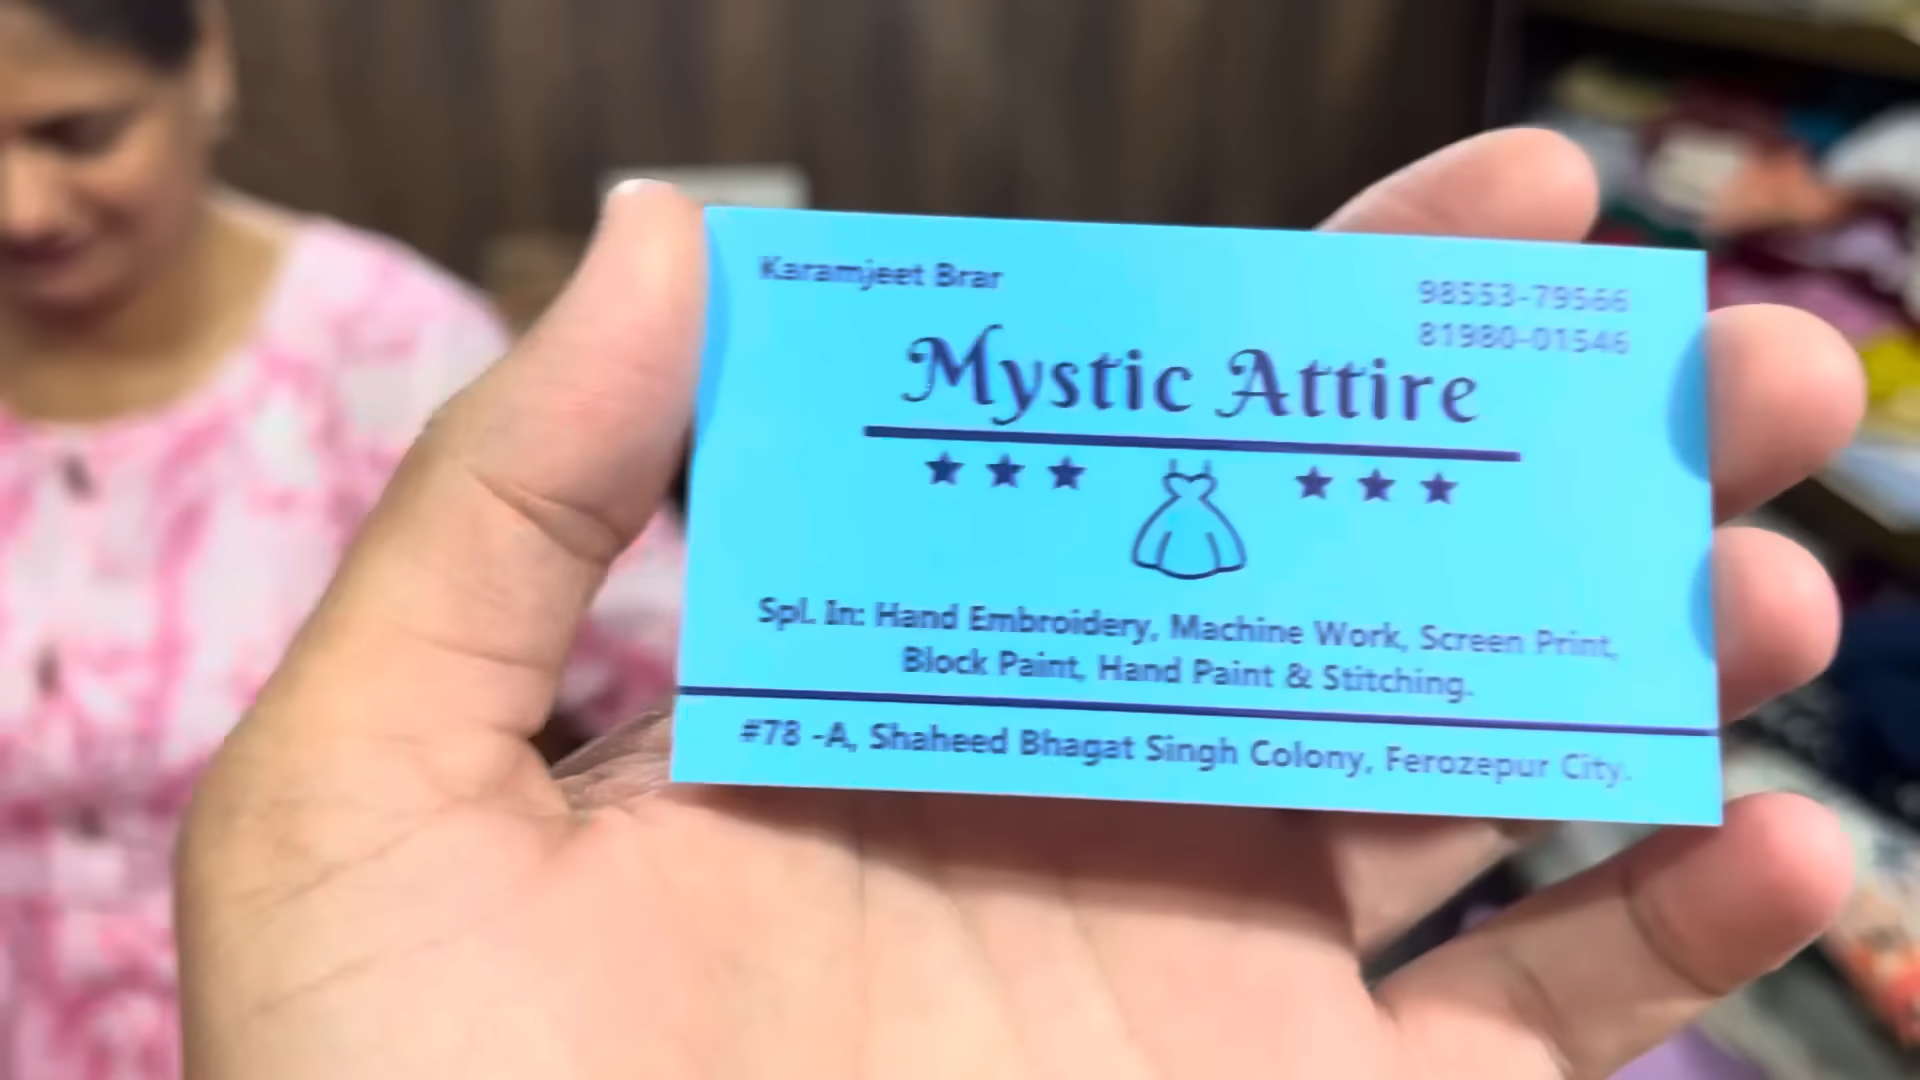 Karamjeet Brar
98553-79566
81980-01546
Mystic Attire
Spl. In: Hand Embroidery, Machine Work, Screen Print,
Block Paint, Hand Paint & Stitching.
#78 -A, Shaheed Bhagat Singh Colony, Ferozepur City.